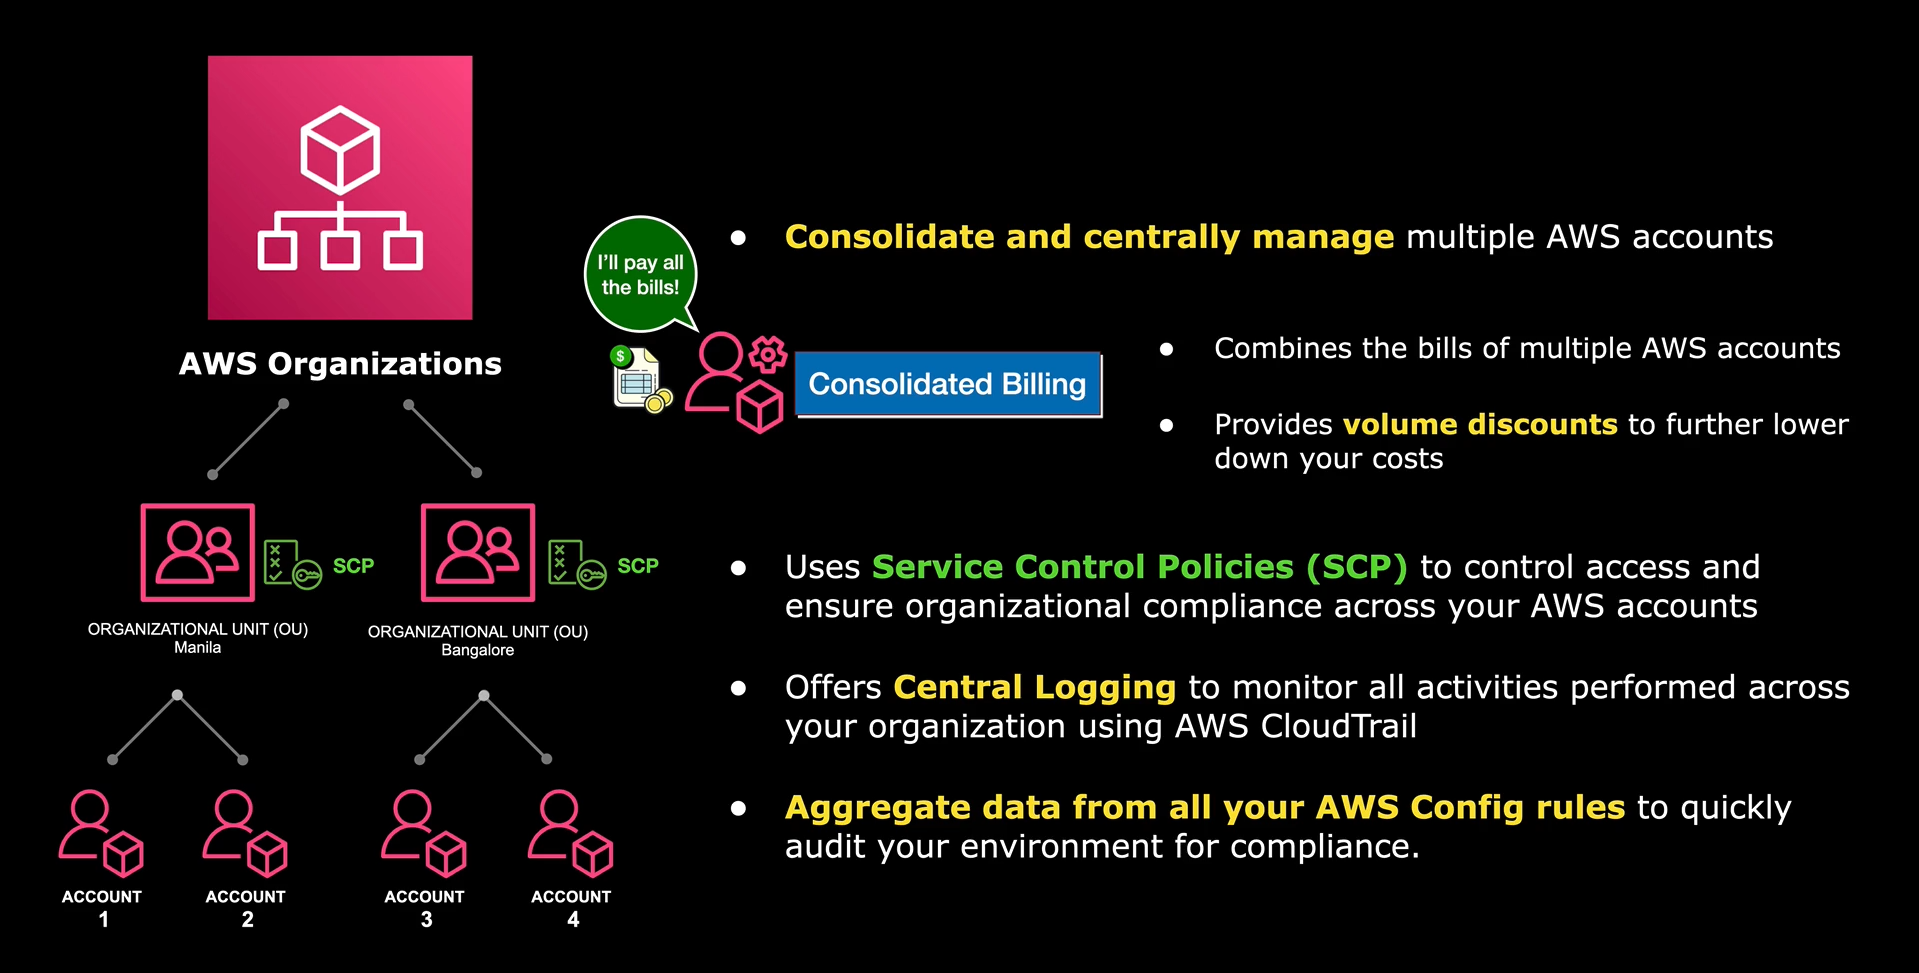 AWS Organizations
I'll pay all
the bills!
$
Consolidated Billing
SCP
SCP
ORGANIZATIONAL UNIT (OU)
Manila
ORGANIZATIONAL UNIT (OU)
Bangalore
ACCOUNT
1
ACCOUNT
2
ACCOUNT
3
ACCOUNT
4
● Consolidate and centrally manage multiple AWS accounts
● Combines the bills of multiple AWS accounts
● Provides volume discounts to further lower
down your costs
● Uses Service Control Policies (SCP) to control access and
ensure organizational compliance across your AWS accounts
● Offers Central Logging to monitor all activities performed across
your organization using AWS CloudTrail
● Aggregate data from all your AWS Config rules to quickly
audit your environment for compliance.